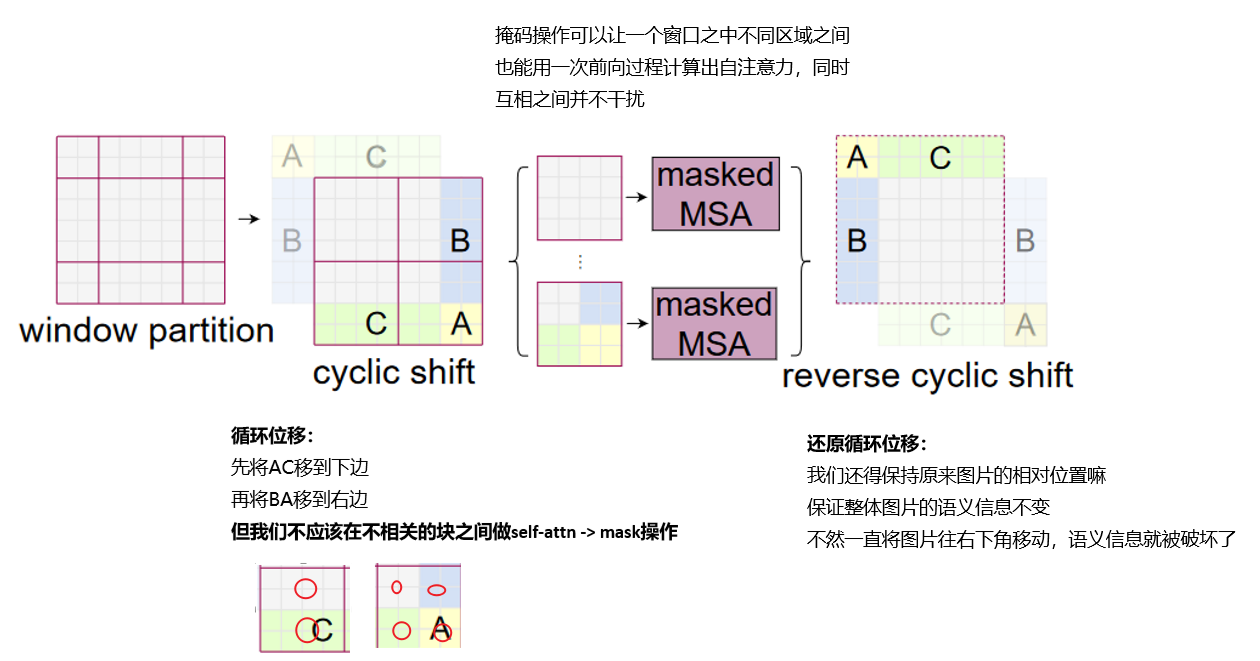 掩码操作可以让一个窗口之中不同区域之间
也能用一次前向过程计算出自注意力，同时
互相之间并不干扰
A
C
B
B
C
A
window partition
cyclic shift
masked
MSA
⋮
masked
MSA
A
C
B
B
C
A
reverse cyclic shift
循环位移：
先将AC移到下边
再将BA移到右边
但我们不应该在不相关的块之间做self-attn -> mask操作
C
A
还原循环位移：
我们还得保持原来图片的相对位置嘛
保证整体图片的语义信息不变
不然一直将图片往右下角移动，语义信息就被破坏了